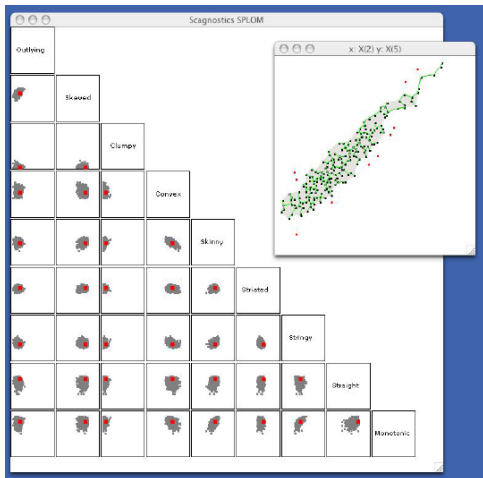 Scagnostics SPLOM
x: X(2) y: X(5)
Outlying
Skewed
Clumpy
Convex
Skinny
Striated
Stringy
Straight
Monotonic